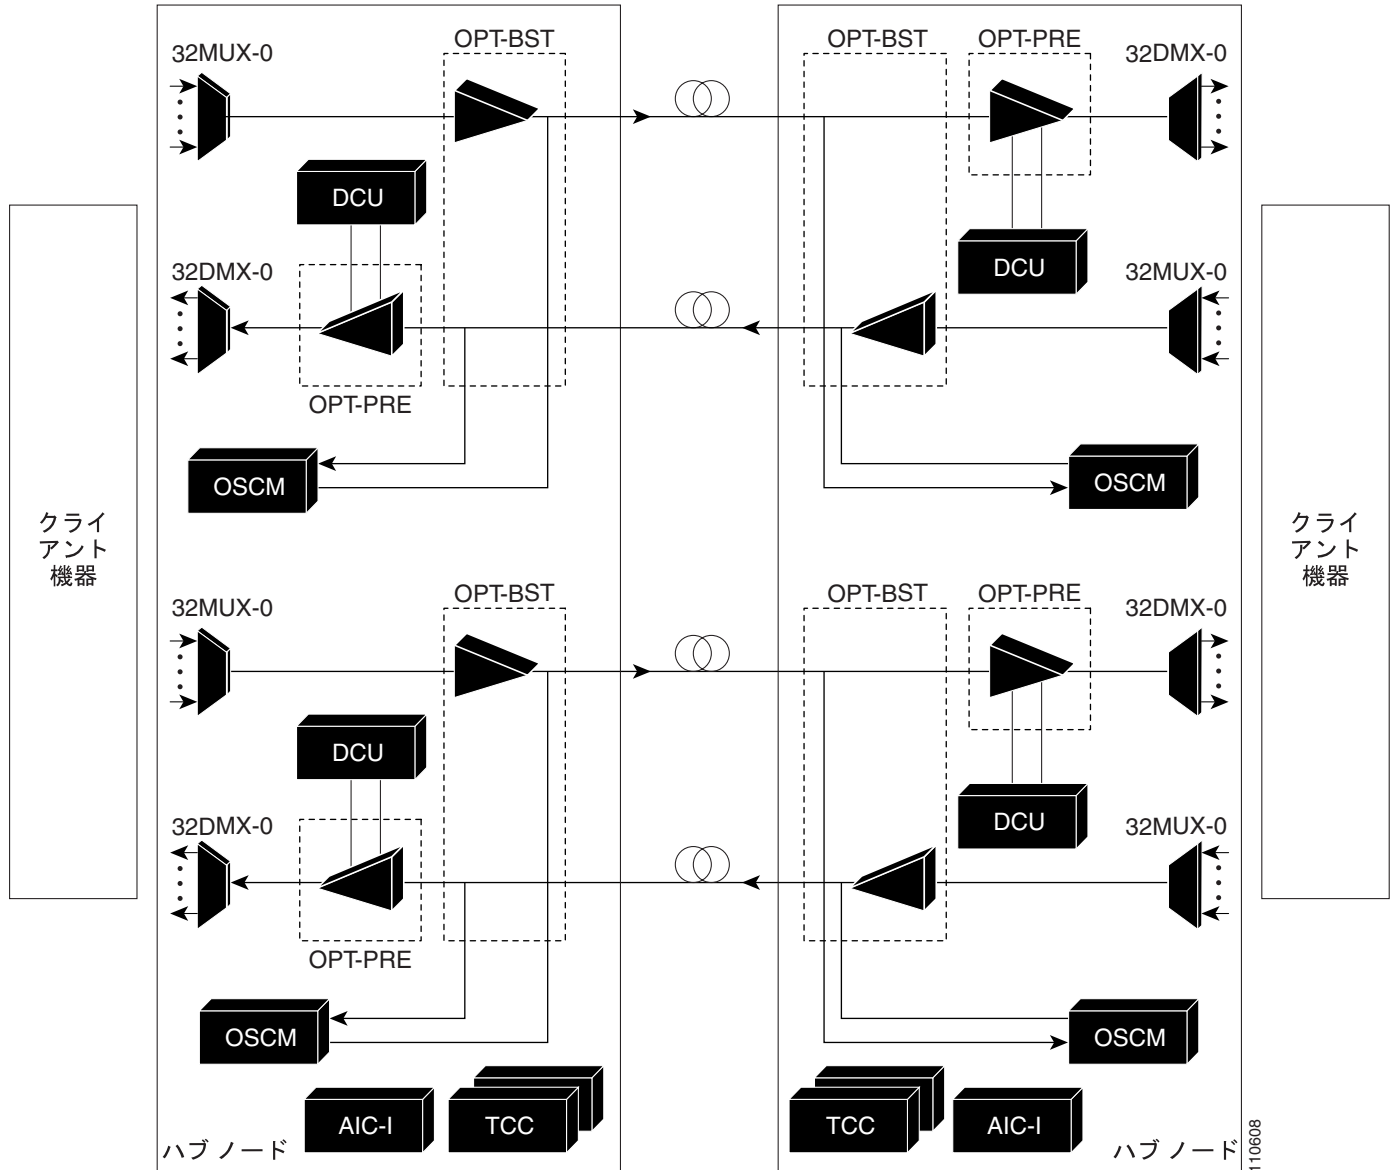 OPT-BST
OPT-BST
OPT-PRE
32MUX-0
32DMX-0
DCU
DCU
32DMX-0
32MUX-0
OPT-PRE
OSCM
OSCM
クライ
アント
機器
クライ
アント
機器
OPT-BST
OPT-BST
OPT-PRE
32MUX-0
32DMX-0
DCU
DCU
32DMX-0
32MUX-0
OPT-PRE
OSCM
OSCM
AIC-I
TCC
TCC
AIC-I
ハブ ノード
ハブ ノード
110608